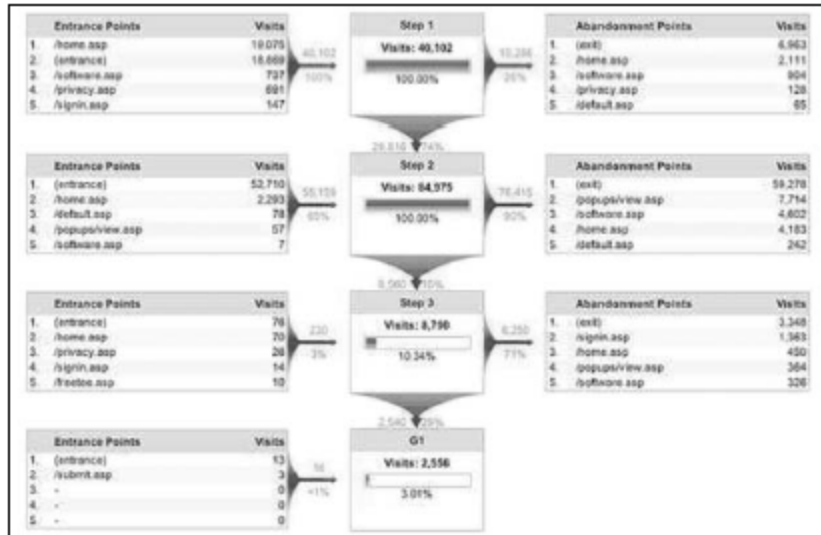 Entrance Points Visits
1. /home.asp 19,075
2. (entrance) 18,669
3. /software.asp 737
4. /privacy.asp 691
5. /signin.asp 147
40,102
100%
Step 1
Visits: 40,102
100.00%
10,286
26%
Abandonment Points Visits
1. (exit) 6,963
2. /home.asp 2,111
3. /software.asp 904
4. /privacy.asp 128
5. /default.asp 65
29,816 74%
Entrance Points Visits
1. (entrance) 52,710
2. /home.asp 2,293
3. /default.asp 78
4. /popups/view.asp 57
5. /software.asp 7
55,159
65%
Step 2
Visits: 84,975
100.00%
76,415
90%
Abandonment Points Visits
1. (exit) 59,278
2. /popups/view.asp 7,714
3. /software.asp 4,602
4. /home.asp 4,183
5. /default.asp 242
8,560 10%
Entrance Points Visits
1. (entrance) 76
2. /home.asp 70
3. /privacy.asp 26
4. /signin.asp 14
5. /freetoe.asp 10
230
3%
Step 3
Visits: 8,790
10.34%
6,250
71%
Abandonment Points Visits
1. (exit) 3,348
2. /signin.asp 1,363
3. /home.asp 450
4. /popups/view.asp 364
5. /software.asp 326
2,540 29%
Entrance Points Visits
1. (entrance) 13
2. /submit.asp 3
3. - 0
4. - 0
5. - 0
16
<1%
G1
Visits: 2,556
3.01%